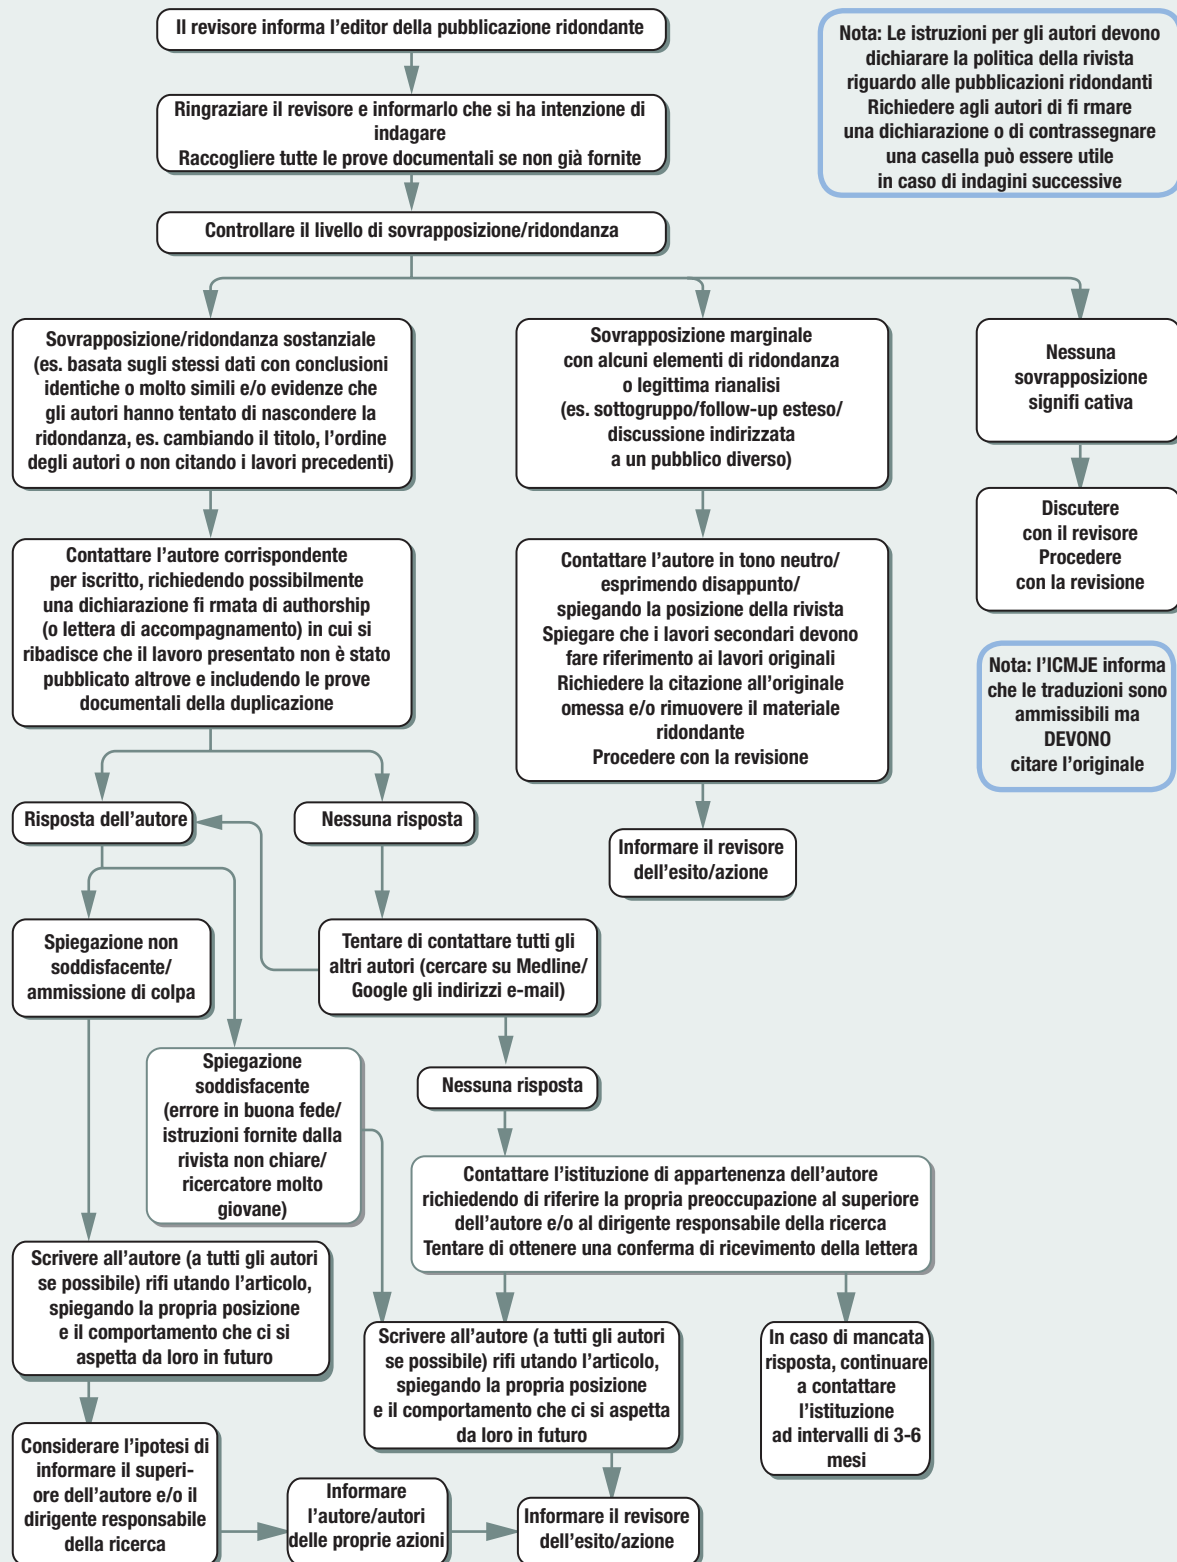 Il revisore informa l’editor della pubblicazione ridondante
Nota: Le istruzioni per gli autori devono
dichiarare la politica della rivista
riguardo alle pubblicazioni ridondanti
Richiedere agli autori di fi rmare
una dichiarazione o di contrassegnare
una casella può essere utile
in caso di indagini successive
Ringraziare il revisore e informarlo che si ha intenzione di
indagare
Raccogliere tutte le prove documentali se non già fornite
Controllare il livello di sovrapposizione/ridondanza
Sovrapposizione/ridondanza sostanziale
(es. basata sugli stessi dati con conclusioni
identiche o molto simili e/o evidenze che
gli autori hanno tentato di nascondere la
ridondanza, es. cambiando il titolo, l’ordine
degli autori o non citando i lavori precedenti)
Sovrapposizione marginale
con alcuni elementi di ridondanza
o legittima rianalisi
(es. sottogruppo/follow-up esteso/
discussione indirizzata
a un pubblico diverso)
Nessuna
sovrapposizione
signifi cativa
Discutere
con il revisore
Procedere
con la revisione
Contattare l’autore corrispondente
per iscritto, richiedendo possibilmente
una dichiarazione fi rmata di authorship
(o lettera di accompagnamento) in cui si
ribadisce che il lavoro presentato non è stato
pubblicato altrove e includendo le prove
documentali della duplicazione
Contattare l’autore in tono neutro/
esprimendo disappunto/
spiegando la posizione della rivista
Spiegare che i lavori secondari devono
fare riferimento ai lavori originali
Richiedere la citazione all’originale
omessa e/o rimuovere il materiale
ridondante
Procedere con la revisione
Nota: l’ICMJE informa
che le traduzioni sono
ammissibili ma
DEVONO
citare l’originale
Risposta dell’autore
Nessuna risposta
Informare il revisore
dell’esito/azione
Spiegazione non
soddisfacente/
ammissione di colpa
Tentare di contattare tutti gli
altri autori (cercare su Medline/
Google gli indirizzi e-mail)
Spiegazione
soddisfacente
(errore in buona fede/
istruzioni fornite dalla
rivista non chiare/
ricercatore molto
giovane)
Nessuna risposta
Contattare l’istituzione di appartenenza dell’autore
richiedendo di riferire la propria preoccupazione al superiore
dell’autore e/o al dirigente responsabile della ricerca
Tentare di ottenere una conferma di ricevimento della lettera
Scrivere all’autore (a tutti gli autori
se possibile) rifi utando l’articolo,
spiegando la propria posizione
e il comportamento che ci si
aspetta da loro in futuro
Scrivere all’autore (a tutti gli autori
se possibile) rifi utando l’articolo,
spiegando la propria posizione
e il comportamento che ci si aspetta
da loro in futuro
In caso di mancata
risposta, continuare
a contattare
l’istituzione
ad intervalli di 3-6
mesi
Considerare l’ipotesi di
informare il superi-
ore dell’autore e/o il
dirigente responsabile
della ricerca
Informare
l’autore/autori
delle proprie azioni
Informare il revisore
dell’esito/azione